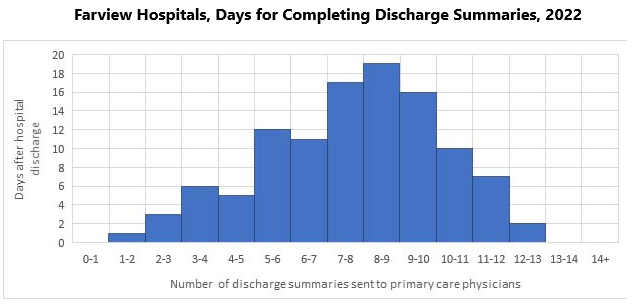 Farview Hospitals, Days for Completing Discharge Summaries, 2022
20
18
16
14
12
10
8
6
4
2
0
Days after hospital
discharge
0-1 1-2 2-3 3-4 4-5 5-6 6-7 7-8 8-9 9-10 10-11 11-12 12-13 13-14 14+
Number of discharge summaries sent to primary care physicians